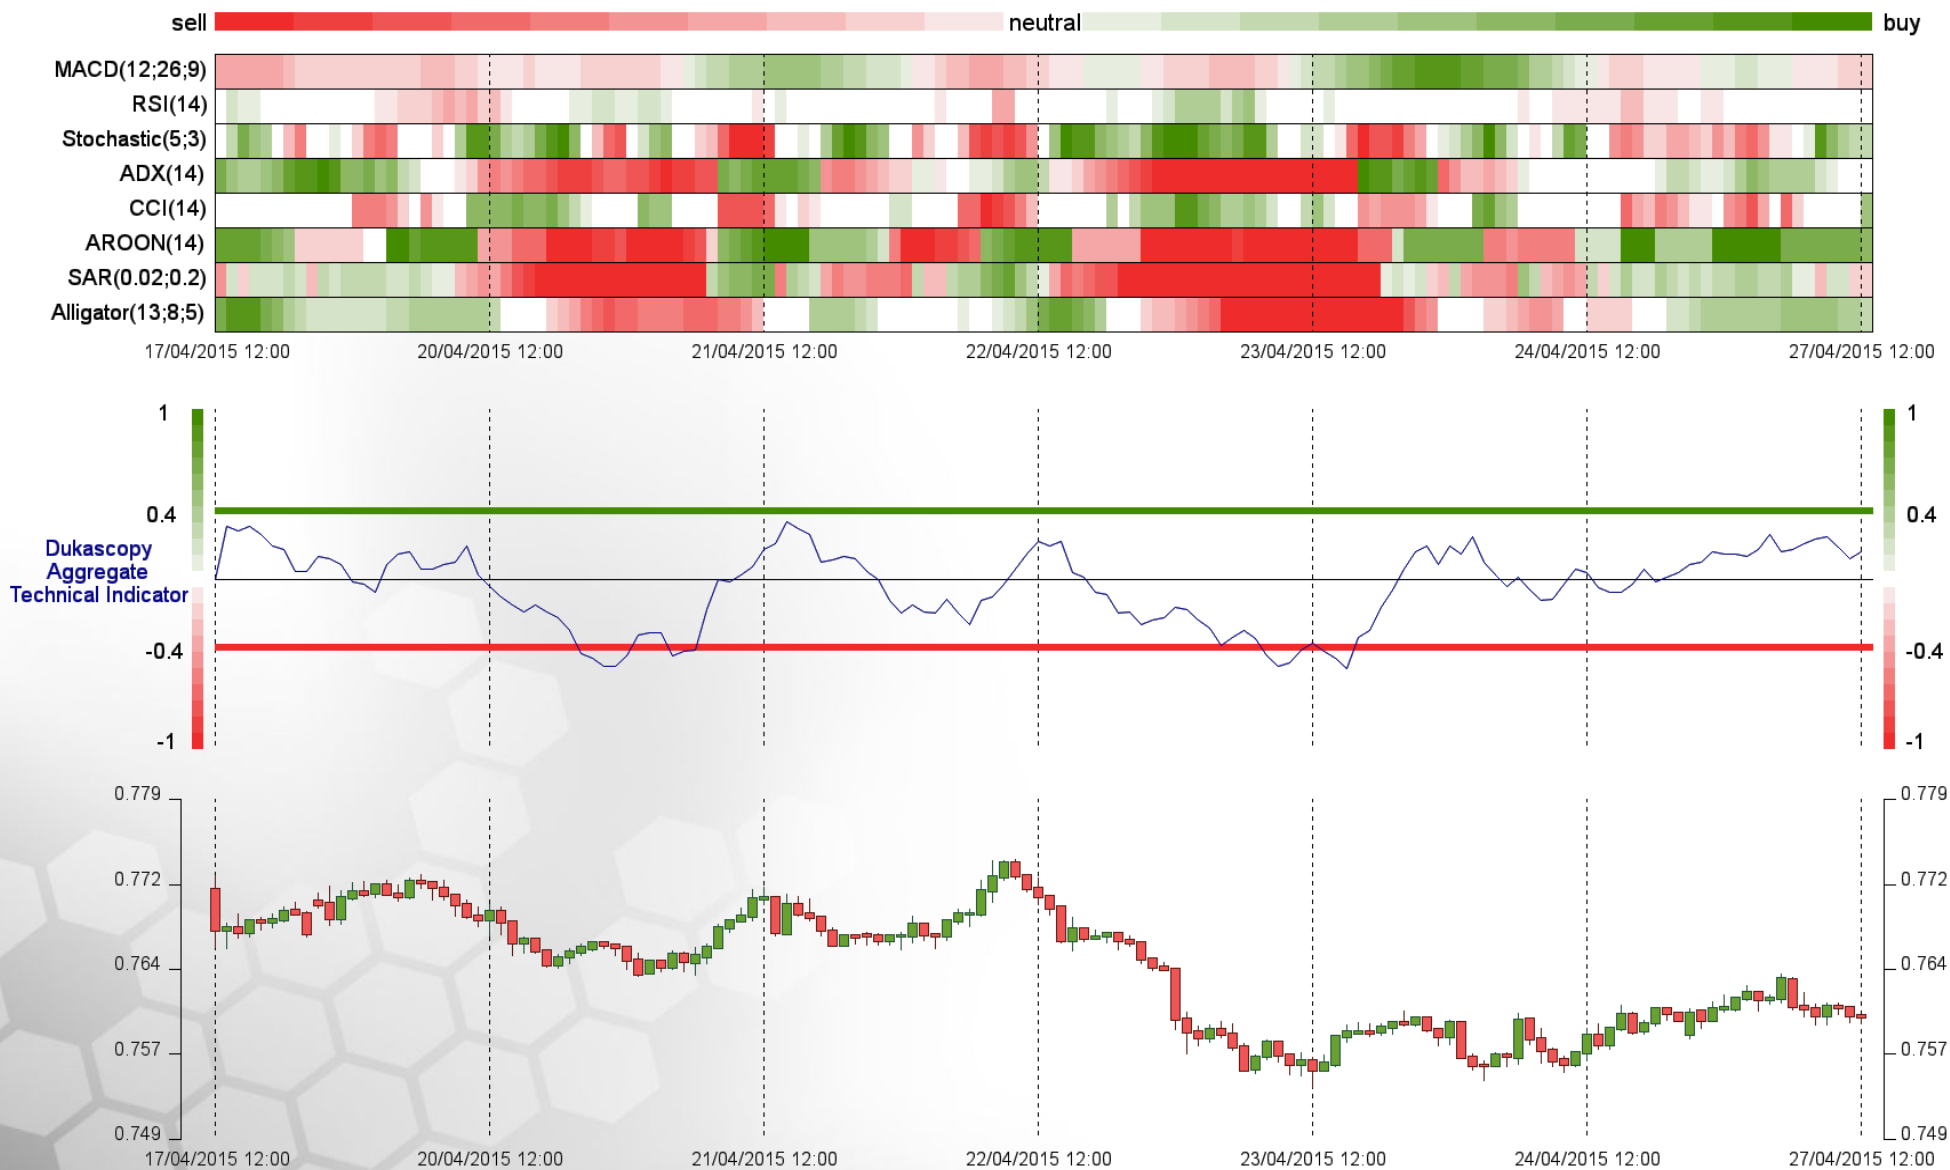 sell neutral buy
MACD(12;26;9)
RSI(14)
Stochastic(5;3)
ADX(14)
CCI(14)
AROON(14)
SAR(0.02;0.2)
Alligator(13;8;5)
17/04/2015 12:00 20/04/2015 12:00 21/04/2015 12:00 22/04/2015 12:00 23/04/2015 12:00 24/04/2015 12:00 27/04/2015 12:00
1 1
0.4 0.4
Dukascopy
Aggregate
Technical Indicator
-0.4 -0.4
-1 -1
0.779 0.779
0.772 0.772
0.764 0.764
0.757 0.757
0.749 0.749
17/04/2015 12:00 20/04/2015 12:00 21/04/2015 12:00 22/04/2015 12:00 23/04/2015 12:00 24/04/2015 12:00 27/04/2015 12:00